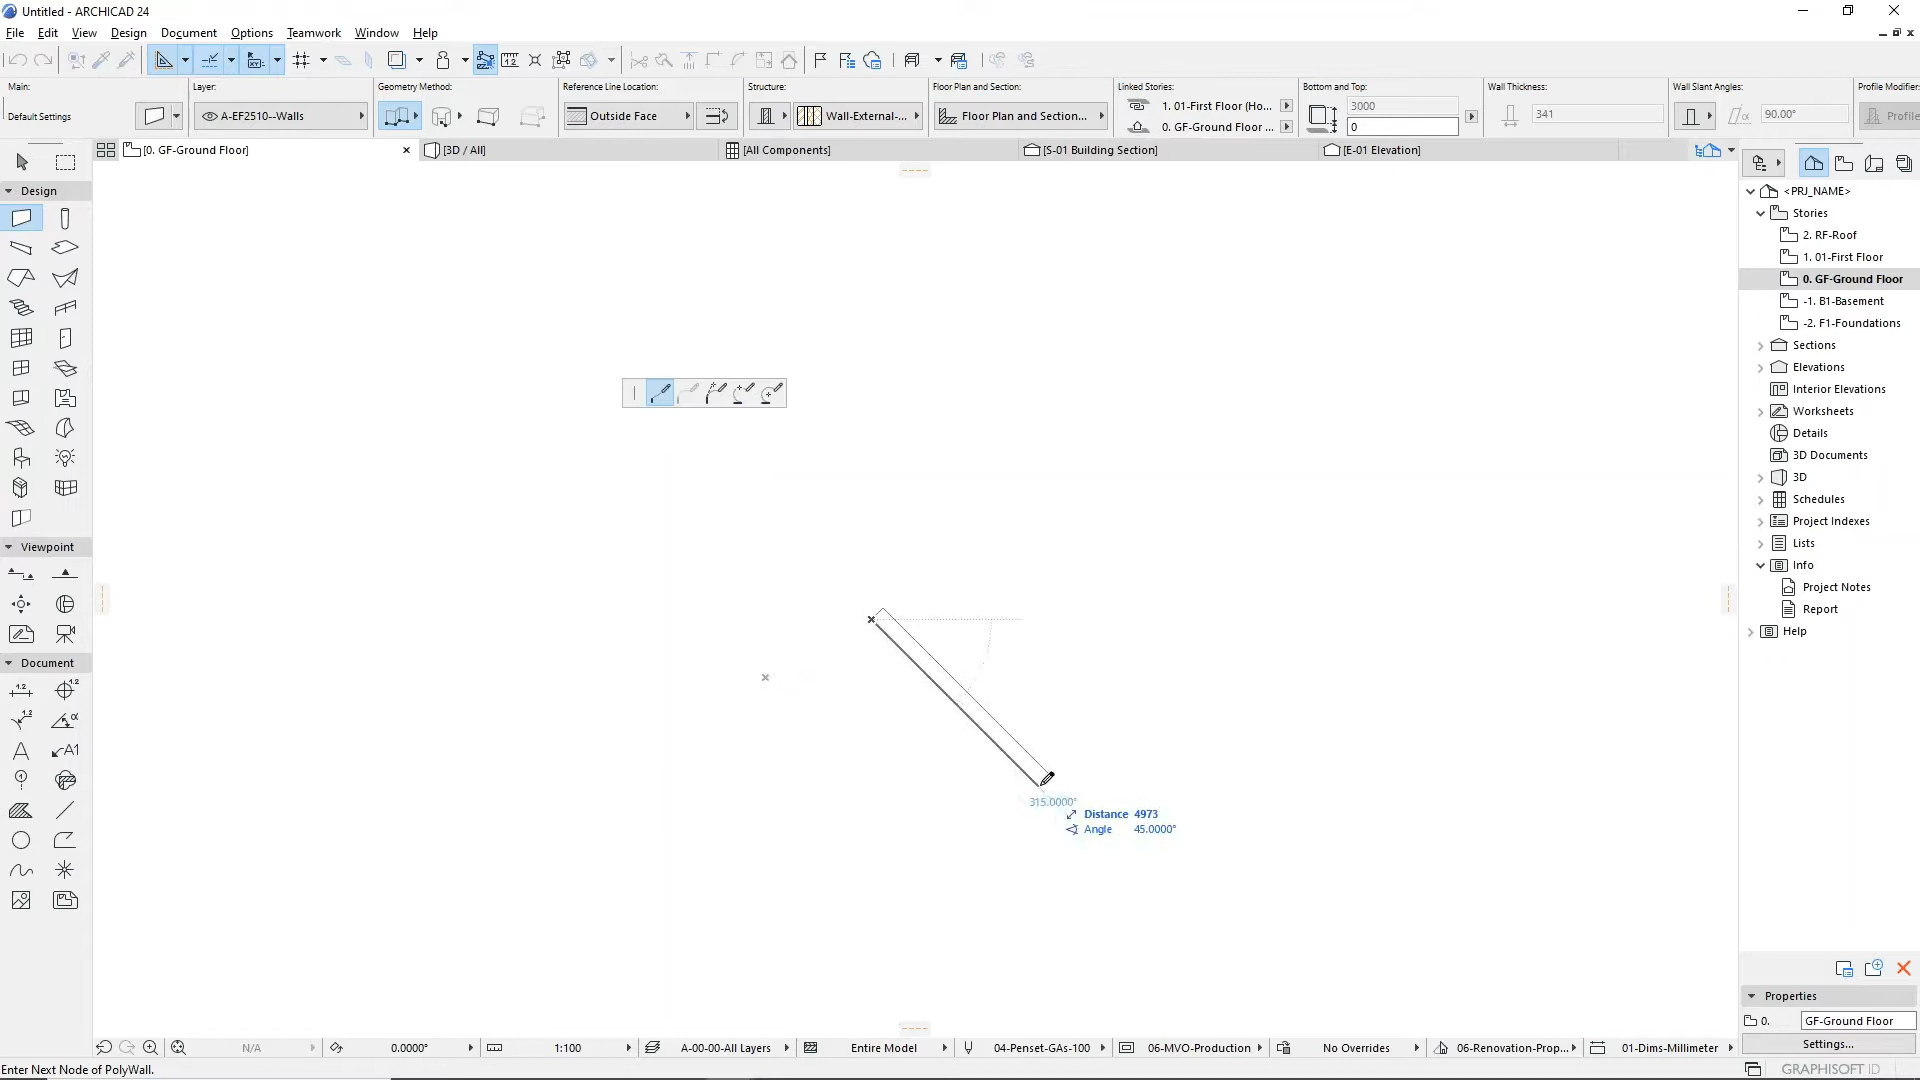 Untitled - ARCHICAD 24
File Edit View Design Document Options Teamwork Window Help
Main: Layer: Geometry Method: Reference Line Location: Structure: Floor Plan and Section: Linked Stories: Bottom and Top: Wall Thickness: Wall Slant Angles: Profile Modifier:
Default Settings A-EF2510--Walls Outside Face Wall-External-... Floor Plan and Section... 1. 01-First Floor (Ho... 3000 341 90.00° Profile
0. GF-Ground Floor ... 0
[0. GF-Ground Floor] [3D / All] [All Components] [S-01 Building Section] [E-01 Elevation]
Design
Viewpoint
Document
315.0000°
Distance 4973
Angle 45.0000°
<PRJ_NAME>
Stories
2. RF-Roof
1. 01-First Floor
0. GF-Ground Floor
-1. B1-Basement
-2. F1-Foundations
Sections
Elevations
Interior Elevations
Worksheets
Details
3D Documents
3D
Schedules
Project Indexes
Lists
Info
Project Notes
Report
Help
Properties
0. GF-Ground Floor
Settings...
N/A 0.0000° 1:100 A-00-00-All Layers Entire Model 04-Penset-GAs-100 06-MVO-Production No Overrides 06-Renovation-Prop... 01-Dims-Millimeter
Enter Next Node of PolyWall.
GRAPHISOFT ID